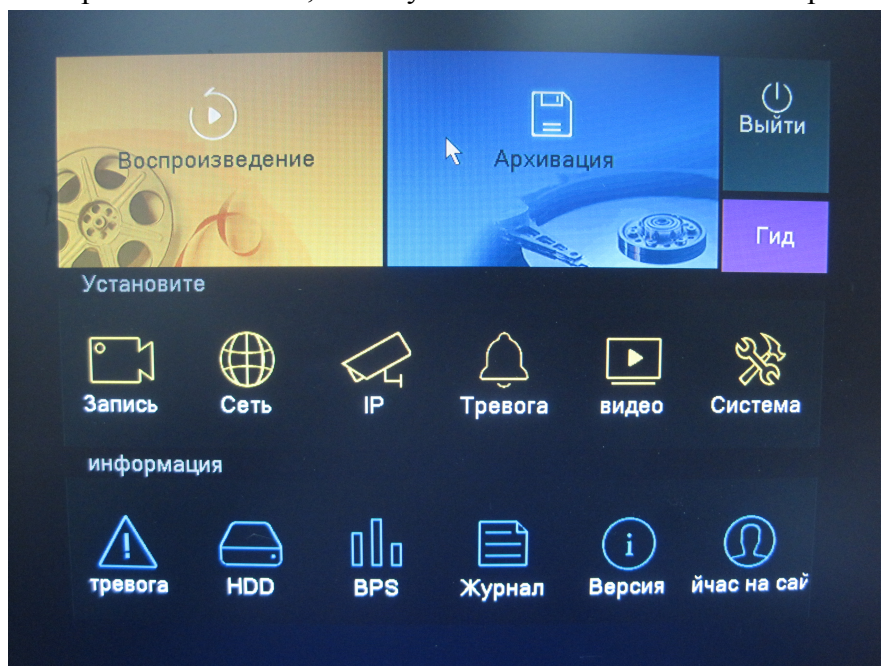 Воспроизведение
Архивация
Выйти
Гид
Установите
Запись
Сеть
IP
Тревога
видео
Система
информация
тревога
HDD
BPS
Журнал
Версия
йчас на сай